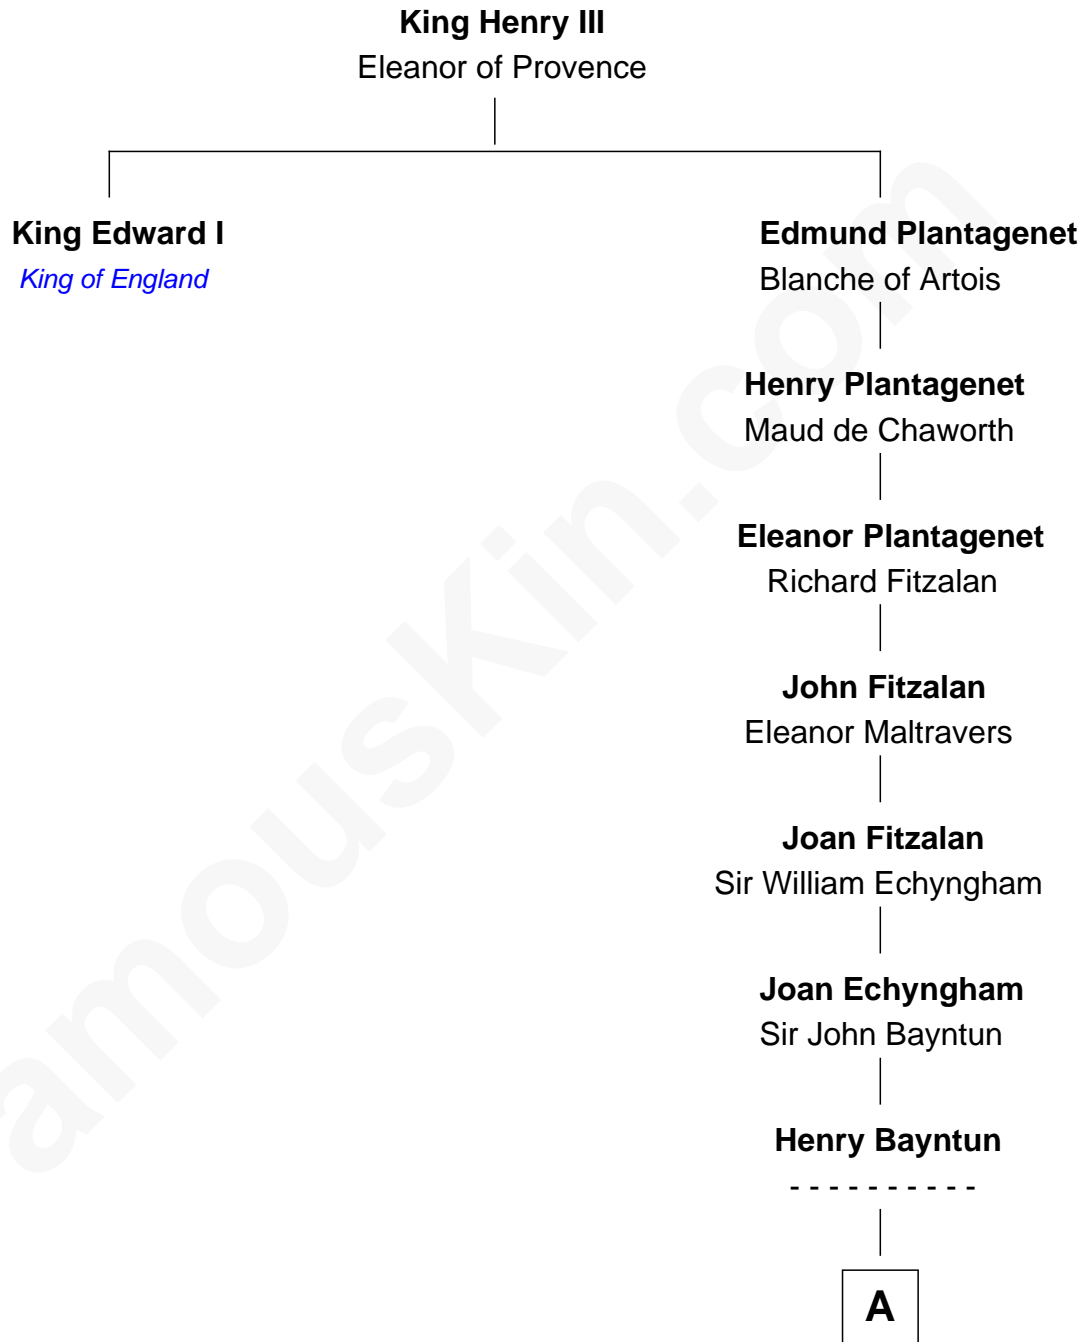 King Henry III
Eleanor of Provence
King Edward I
King of England
Edmund Plantagenet
Blanche of Artois
Henry Plantagenet
Maud de Chaworth
Eleanor Plantagenet
Richard Fitzalan
John Fitzalan
Eleanor Maltravers
Joan Fitzalan
Sir William Echyngham
Joan Echyngham
Sir John Bayntun
Henry Bayntun
- - - - - - - - - -
A
amouskin.com